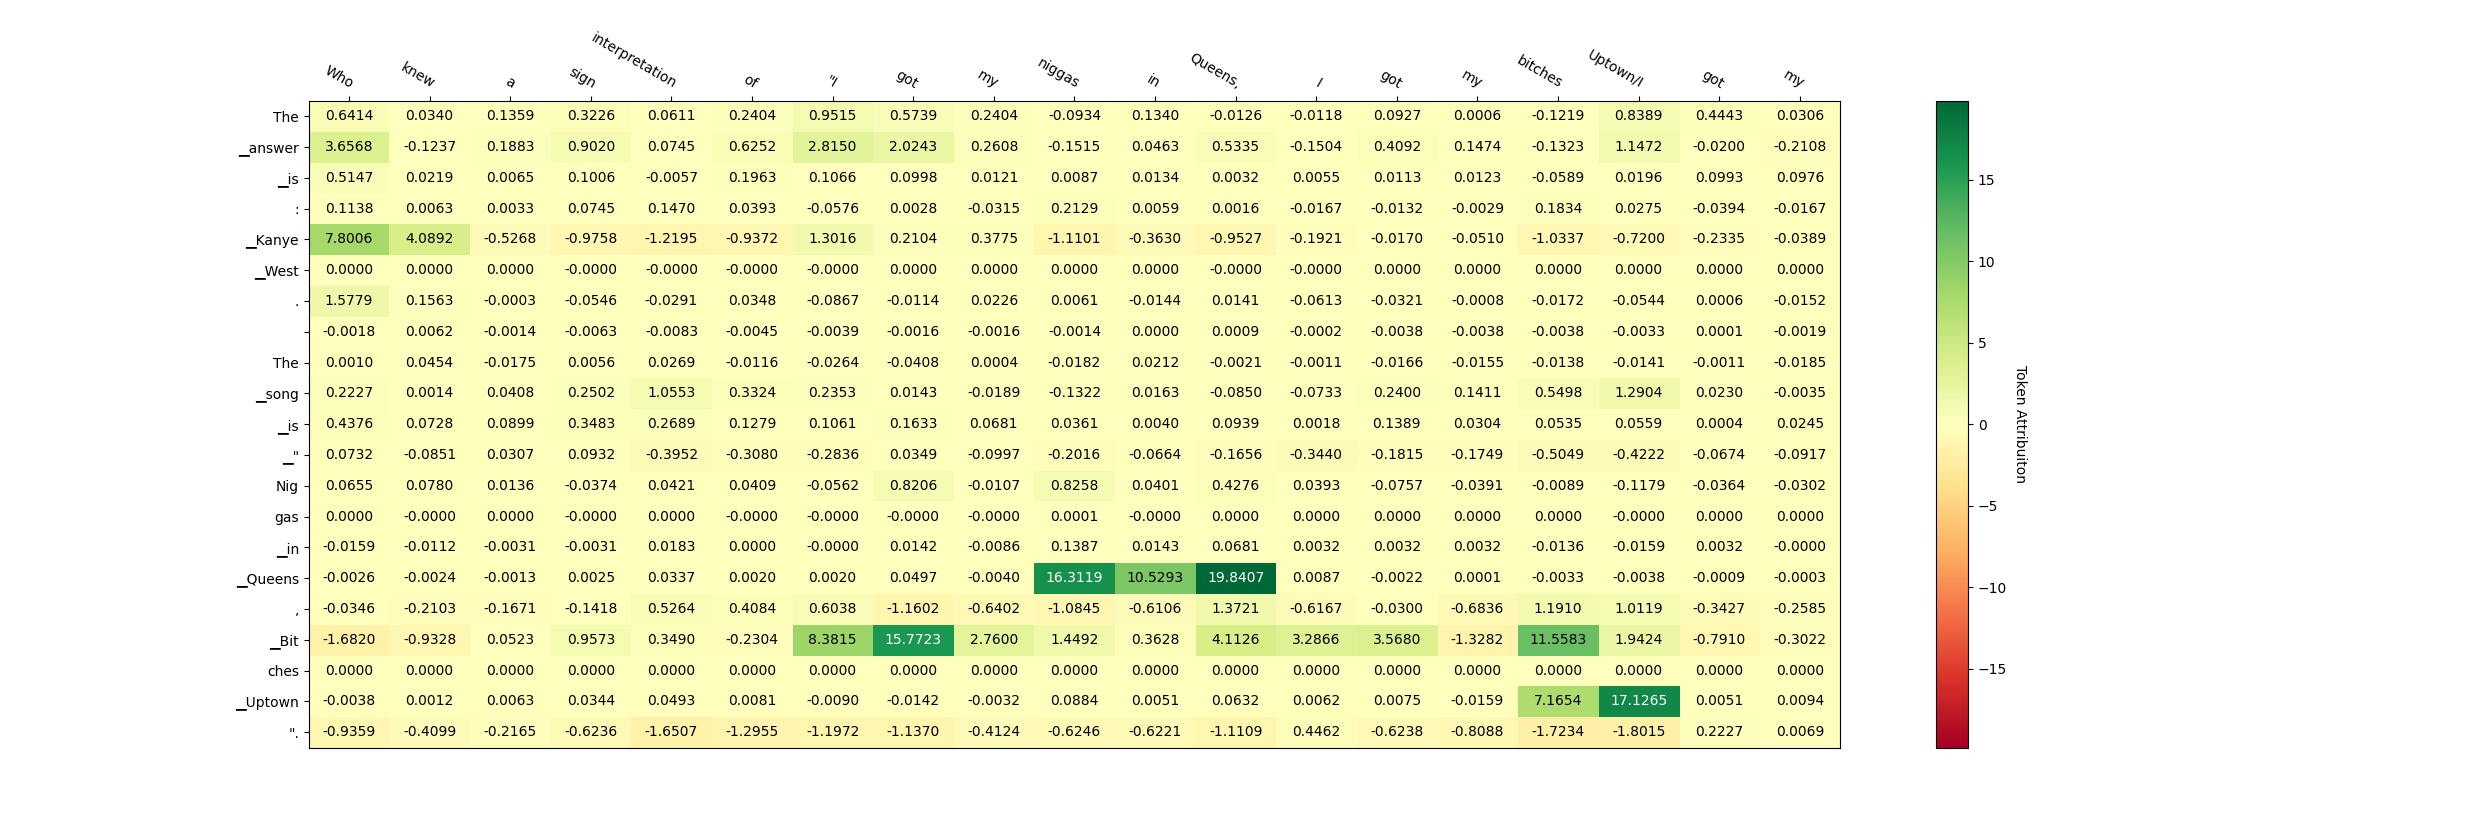 Who knew a sign interpretation of "I got my niggas in Queens, I got my bitches Uptown/I got my
The 0.6414 0.0340 0.1359 0.3226 0.0611 0.2404 0.9515 0.5739 0.2404 -0.0934 0.1340 -0.0126 -0.0118 0.0927 0.0006 -0.1219 0.8389 0.4443 0.0306
▁answer 3.6568 -0.1237 0.1883 0.9020 0.0745 0.6252 2.8150 2.0243 0.2608 -0.1515 0.0463 0.5335 -0.1504 0.4092 0.1474 -0.1323 1.1472 -0.0200 -0.2108
▁is 0.5147 0.0219 0.0065 0.1006 -0.0057 0.1963 0.1066 0.0998 0.0121 0.0087 0.0134 0.0032 0.0055 0.0113 0.0123 -0.0589 0.0196 0.0993 0.0976
: 0.1138 0.0063 0.0033 0.0745 0.1470 0.0393 -0.0576 0.0028 -0.0315 0.2129 0.0059 0.0016 -0.0167 -0.0132 -0.0029 0.1834 0.0275 -0.0394 -0.0167
▁Kanye 7.8006 4.0892 -0.5268 -0.9758 -1.2195 -0.9372 1.3016 0.2104 0.3775 -1.1101 -0.3630 -0.9527 -0.1921 -0.0170 -0.0510 -1.0337 -0.7200 -0.2335 -0.0389
▁West 0.0000 0.0000 0.0000 -0.0000 -0.0000 -0.0000 -0.0000 0.0000 0.0000 0.0000 0.0000 -0.0000 -0.0000 0.0000 0.0000 0.0000 0.0000 0.0000 0.0000
. 1.5779 0.1563 -0.0003 -0.0546 -0.0291 0.0348 -0.0867 -0.0114 0.0226 0.0061 -0.0144 0.0141 -0.0613 -0.0321 -0.0008 -0.0172 -0.0544 0.0006 -0.0152
-0.0018 0.0062 -0.0014 -0.0063 -0.0083 -0.0045 -0.0039 -0.0016 -0.0016 -0.0014 0.0000 0.0009 -0.0002 -0.0038 -0.0038 -0.0038 -0.0033 0.0001 -0.0019
The 0.0010 0.0454 -0.0175 0.0056 0.0269 -0.0116 -0.0264 -0.0408 0.0004 -0.0182 0.0212 -0.0021 -0.0011 -0.0166 -0.0155 -0.0138 -0.0141 -0.0011 -0.0185
▁song 0.2227 0.0014 0.0408 0.2502 1.0553 0.3324 0.2353 0.0143 -0.0189 -0.1322 0.0163 -0.0850 -0.0733 0.2400 0.1411 0.5498 1.2904 0.0230 -0.0035
▁is 0.4376 0.0728 0.0899 0.3483 0.2689 0.1279 0.1061 0.1633 0.0681 0.0361 0.0040 0.0939 0.0018 0.1389 0.0304 0.0535 0.0559 0.0004 0.0245
▁" 0.0732 -0.0851 0.0307 0.0932 -0.3952 -0.3080 -0.2836 0.0349 -0.0997 -0.2016 -0.0664 -0.1656 -0.3440 -0.1815 -0.1749 -0.5049 -0.4222 -0.0674 -0.0917
Nig 0.0655 0.0780 0.0136 -0.0374 0.0421 0.0409 -0.0562 0.8206 -0.0107 0.8258 0.0401 0.4276 0.0393 -0.0757 -0.0391 -0.0089 -0.1179 -0.0364 -0.0302
gas 0.0000 -0.0000 0.0000 -0.0000 0.0000 -0.0000 -0.0000 -0.0000 -0.0000 0.0001 -0.0000 0.0000 0.0000 0.0000 0.0000 0.0000 -0.0000 0.0000 0.0000
▁in -0.0159 -0.0112 -0.0031 -0.0031 0.0183 0.0000 -0.0000 0.0142 -0.0086 0.1387 0.0143 0.0681 0.0032 0.0032 0.0032 -0.0136 -0.0159 0.0032 -0.0000
▁Queens -0.0026 -0.0024 -0.0013 0.0025 0.0337 0.0020 0.0020 0.0497 -0.0040 16.3119 10.5293 19.8407 0.0087 -0.0022 0.0001 -0.0033 -0.0038 -0.0009 -0.0003
, -0.0346 -0.2103 -0.1671 -0.1418 0.5264 0.4084 0.6038 -1.1602 -0.6402 -1.0845 -0.6106 1.3721 -0.6167 -0.0300 -0.6836 1.1910 1.0119 -0.3427 -0.2585
▁Bit -1.6820 -0.9328 0.0523 0.9573 0.3490 -0.2304 8.3815 15.7723 2.7600 1.4492 0.3628 4.1126 3.2866 3.5680 -1.3282 11.5583 1.9424 -0.7910 -0.3022
ches 0.0000 0.0000 0.0000 0.0000 0.0000 0.0000 0.0000 0.0000 0.0000 0.0000 0.0000 0.0000 0.0000 0.0000 0.0000 0.0000 0.0000 0.0000 0.0000
▁Uptown -0.0038 0.0012 0.0063 0.0344 0.0493 0.0081 -0.0090 -0.0142 -0.0032 0.0884 0.0051 0.0632 0.0062 0.0075 -0.0159 7.1654 17.1265 0.0051 0.0094
". -0.9359 -0.4099 -0.2165 -0.6236 -1.6507 -1.2955 -1.1972 -1.1370 -0.4124 -0.6246 -0.6221 -1.1109 0.4462 -0.6238 -0.8088 -1.7234 -1.8015 0.2227 0.0069
15
10
5
0
−5
−10
−15
Token Attribuiton